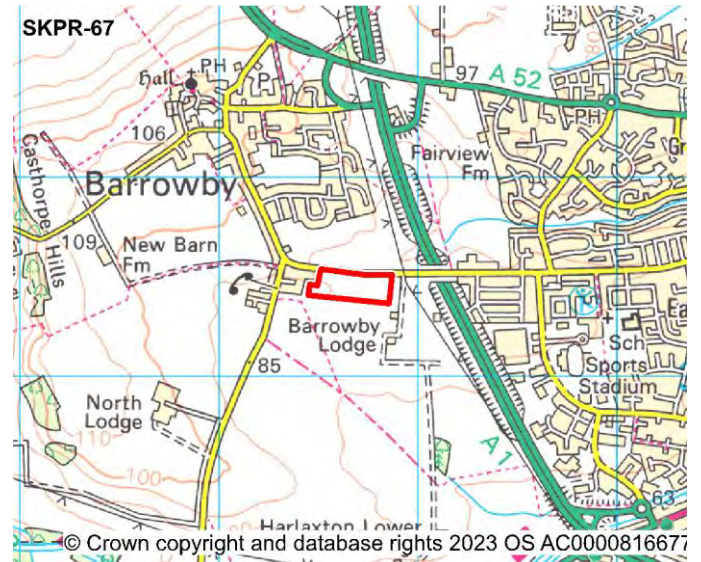 SKPR-67
Hall
PH
P
97
A 52
PH
106
Fairview
Fm
Barrowby
Casthorpe Hills
109
New Barn
Fm
Barrowby
Lodge
Sch
Sports
Stadium
85
North
Lodge
110
100
A 1
63
Harlaxton Lower
© Crown copyright and database rights 2023 OS AC0000816677